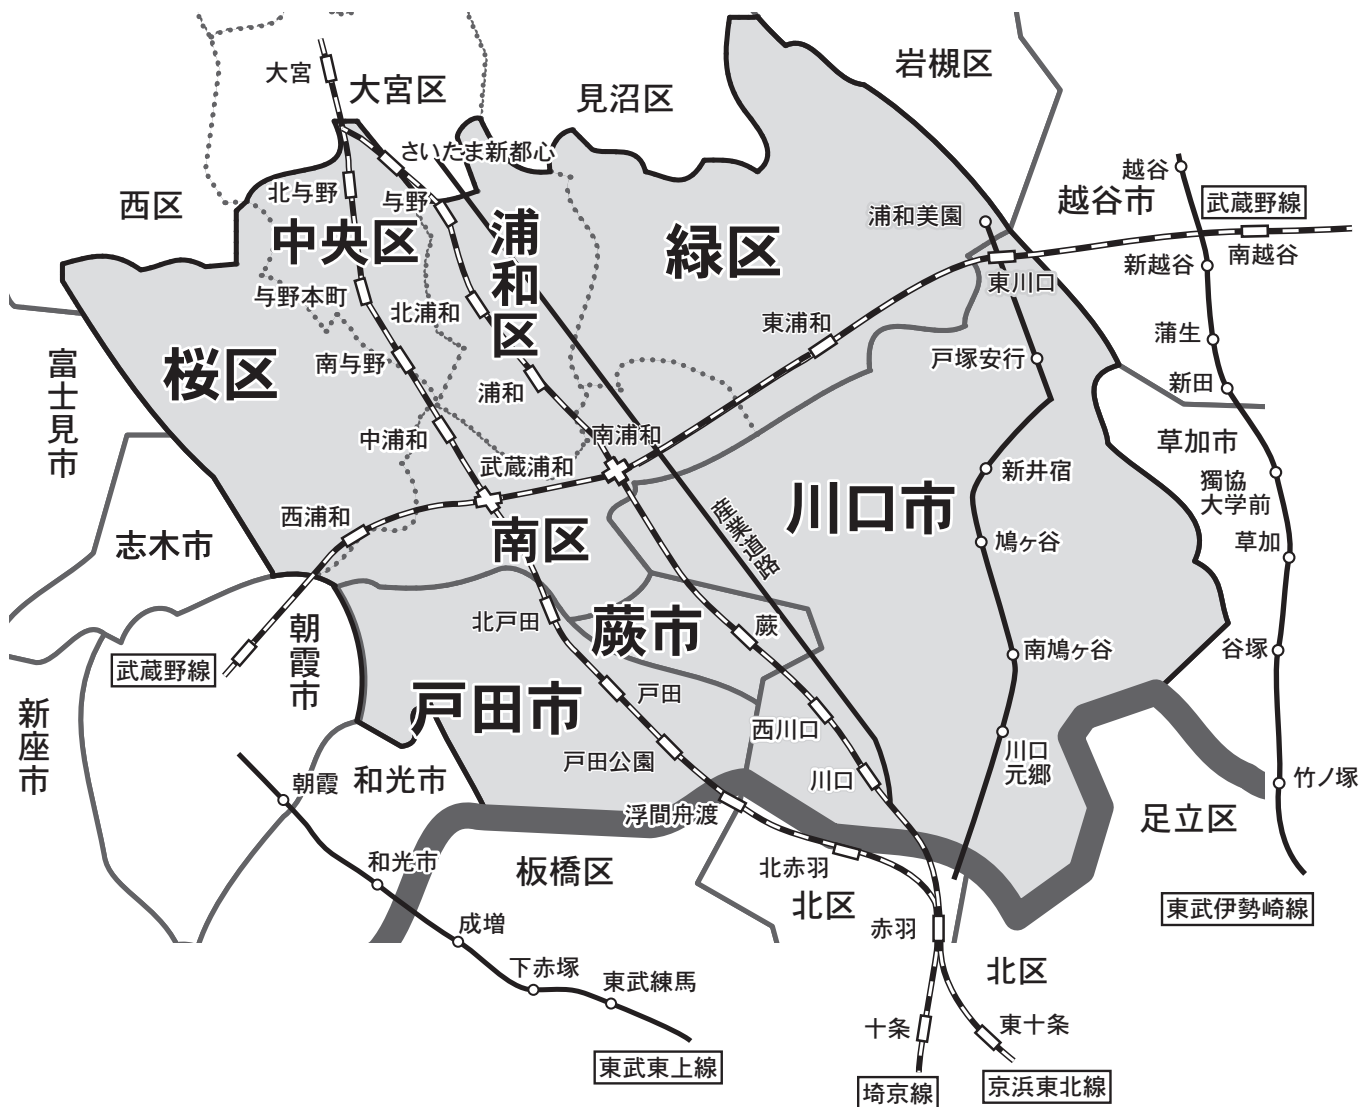 大宮
大宮区
見沼区
岩槻区
さいたま新都心
西区
北与野
与野
中央区
浦和区
緑区
浦和美園
越谷
越谷市
武蔵野線
新越谷
南越谷
東川口
与野本町
北浦和
東浦和
蒲生
戸塚安行
新田
富士見市
桜区
南与野
浦和
中浦和
武蔵浦和
南浦和
草加市
獨協
大学前
新井宿
川口市
産業道路
西浦和
志木市
南区
鳩ヶ谷
草加
朝霞市
北戸田
蕨市
蕨
南鳩ヶ谷
谷塚
武蔵野線
新座市
戸田市
戸田
西川口
戸田公園
川口
川口
元郷
竹ノ塚
和光市
朝霞
浮間舟渡
足立区
和光市
板橋区
北赤羽
北区
赤羽
東武伊勢崎線
成増
下赤塚
東武練馬
北区
十条
東十条
東武東上線
埼京線
京浜東北線